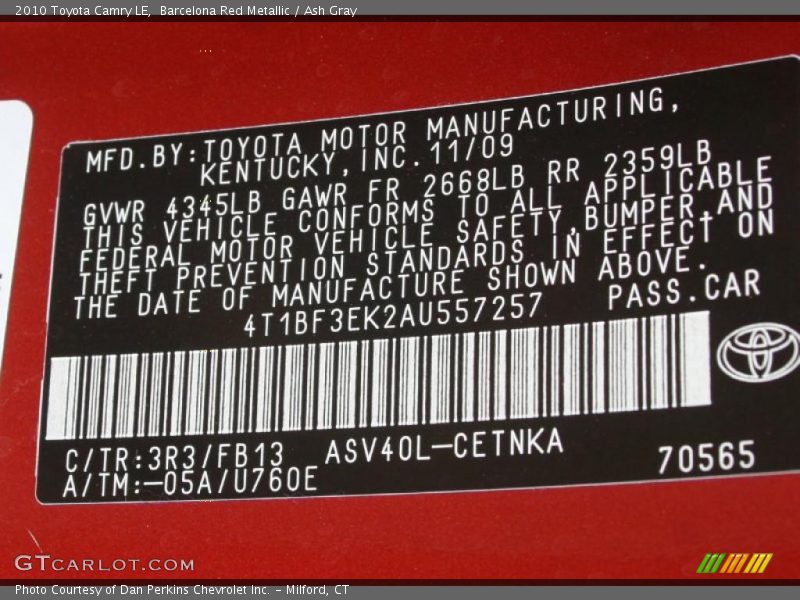 2010 Toyota Camry LE,  Barcelona Red Metallic / Ash Gray
MFD.BY:TOYOTA MOTOR MANUFACTURING,
KENTUCKY,INC.11/09
GVWR 4345LB GAWR FR 2668LB RR 2359LB
THIS VEHICLE CONFORMS TO ALL APPLICABLE
FEDERAL MOTOR VEHICLE SAFETY,BUMPER,AND
THEFT PREVENTION STANDARDS IN EFFECT ON
THE DATE OF MANUFACTURE SHOWN ABOVE.
4T1BF3EK2AU557257 PASS.CAR
C/TR:3R3/FB13 ASV40L-CETNKA
A/TM:-05A/U760E 70565
GTCARLOT.COM
Photo Courtesy of Dan Perkins Chevrolet Inc. - Milford, CT